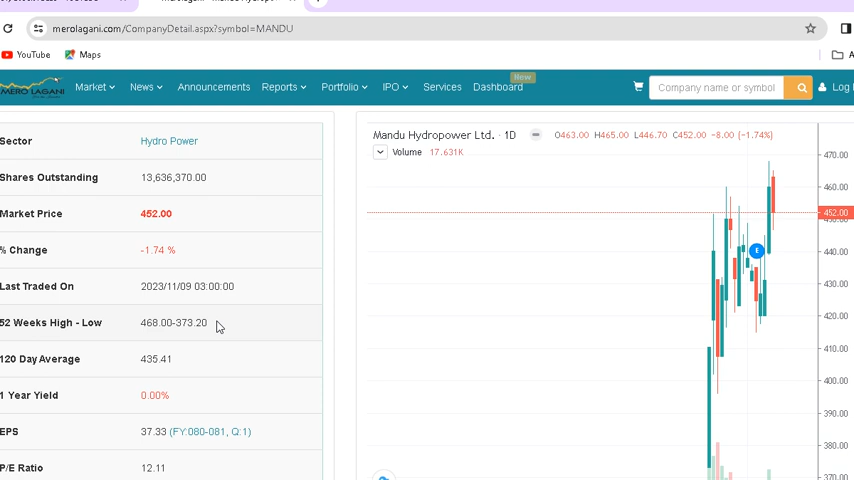 merolagani.com/CompanyDetail.aspx?symbol=MANDU
YouTube Maps
MERO LAGANI Market News Announcements Reports Portfolio IPO Services Dashboard New Company name or symbol Log
Sector Hydro Power
Shares Outstanding 13,636,370.00
Market Price 452.00
% Change -1.74 %
Last Traded On 2023/11/09 03:00:00
52 Weeks High - Low 468.00-373.20
120 Day Average 435.41
1 Year Yield 0.00%
EPS 37.33 (FY:080-081, Q:1)
P/E Ratio 12.11
Mandu Hydropower Ltd. · 1D O463.00 H465.00 L446.70 C452.00 -8.00 (-1.74%)
Volume 17.631K
470.00
460.00
452.00
440.00
E
430.00
420.00
410.00
400.00
390.00
380.00
370.00